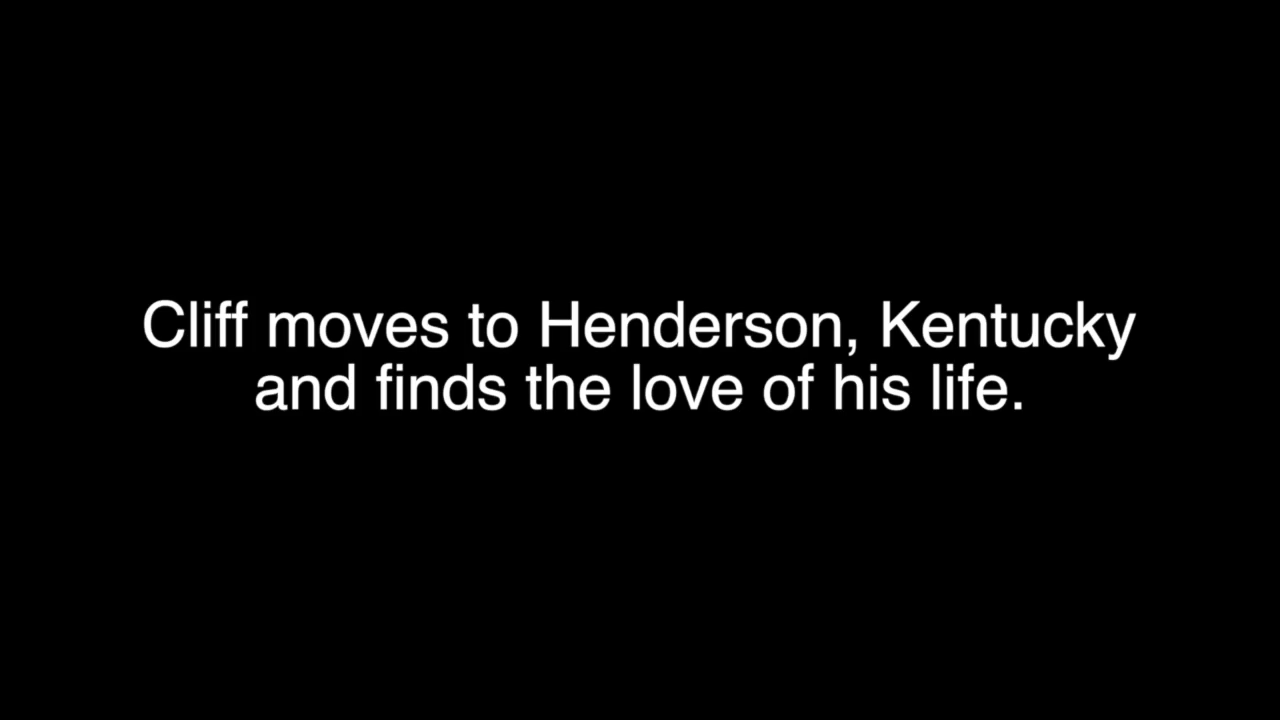 Cliff moves to Henderson, Kentucky
and finds the love of his life.